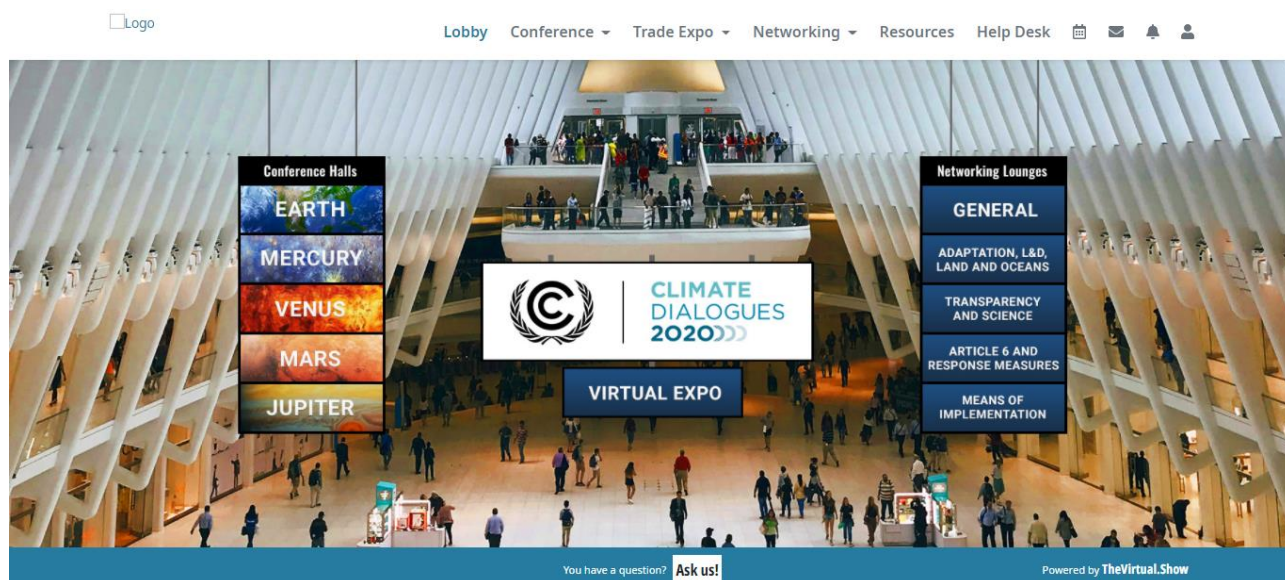 Logo
Lobby Conference Trade Expo Networking Resources Help Desk
Conference Halls
EARTH
MERCURY
VENUS
MARS
JUPITER
CLIMATE
DIALOGUES
2020
VIRTUAL EXPO
Networking Lounges
GENERAL
ADAPTATION, L&D,
LAND AND OCEANS
TRANSPARENCY
AND SCIENCE
ARTICLE 6 AND
RESPONSE MEASURES
MEANS OF
IMPLEMENTATION
You have a question? Ask us!
Powered by TheVirtual.Show